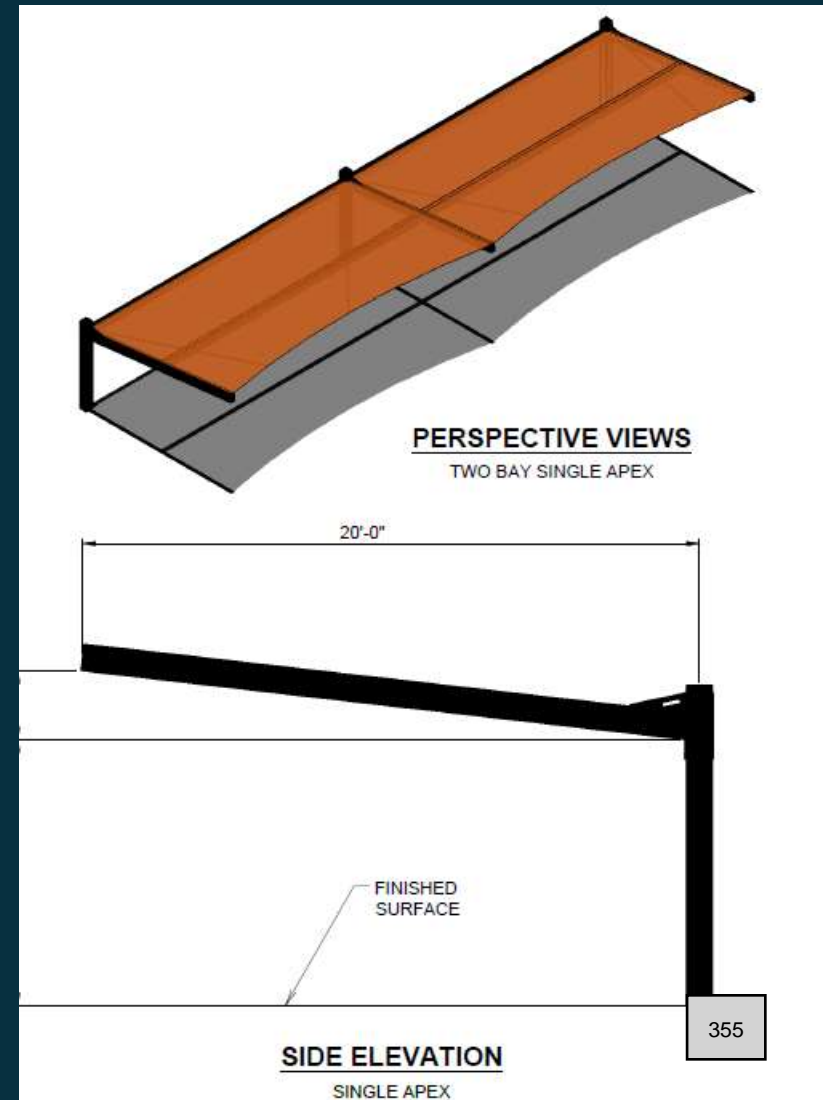 PERSPECTIVE VIEWS
TWO BAY SINGLE APEX
20'-0"
FINISHED
SURFACE
355
SIDE ELEVATION
SINGLE APEX